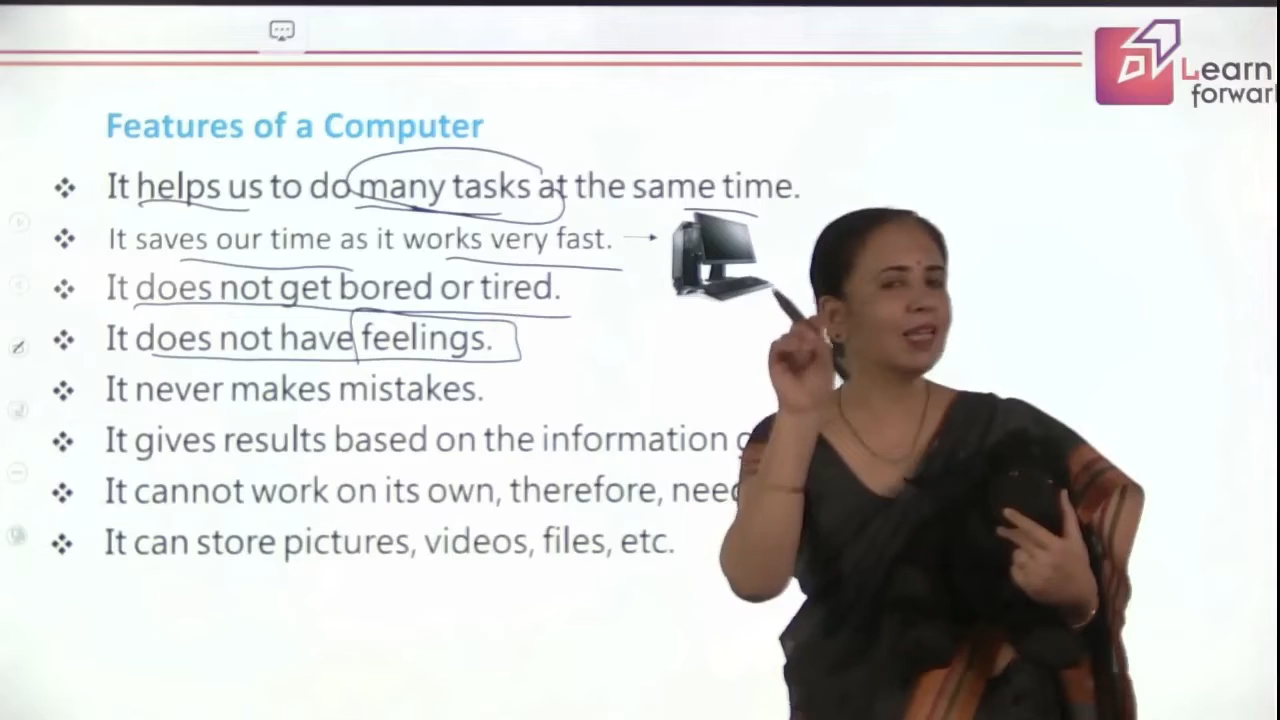 Learn
forward
Features of a Computer
It helps us to do many tasks at the same time.
It saves our time as it works very fast.
It does not get bored or tired.
It does not have feelings.
It never makes mistakes.
It gives results based on the information
It cannot work on its own, therefore,
It can store pictures, videos, files, etc.